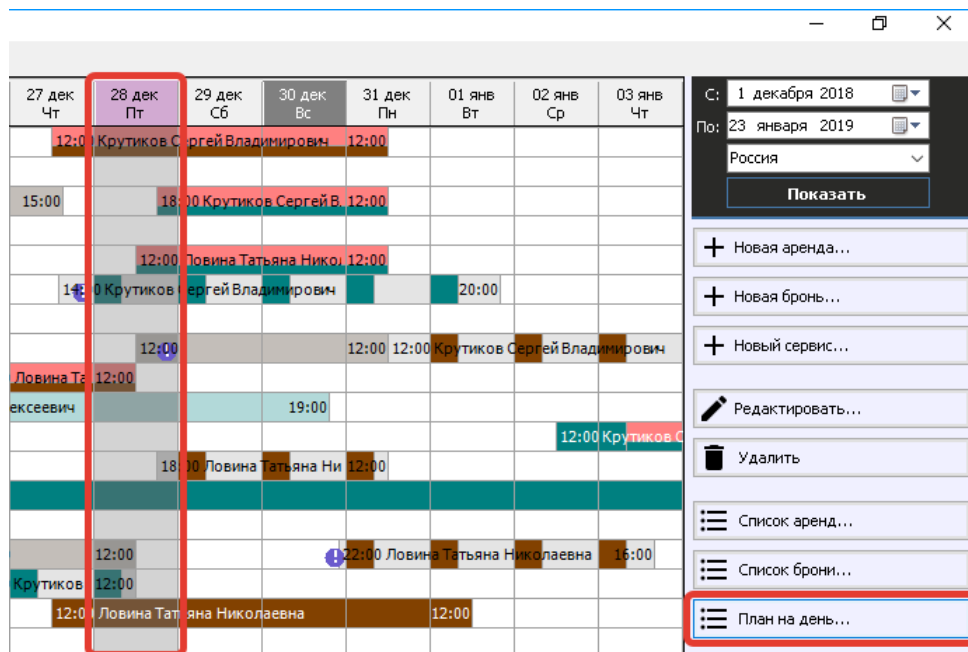 27 дек 28 дек 29 дек 30 дек 31 дек 01 янв 02 янв 03 янв
Чт Пт Сб Вс Пн Вт Ср Чт
С: 1 декабря 2018
По: 23 января 2019
Россия
Показать
12:00 Крутиков Сергей Владимирович 12:00
15:00 18:00 Крутиков Сергей В. 12:00
12:00 Ловина Татьяна Нико 12:00
14:00 Крутиков Сергей Владимирович 20:00
12:00 12:00 12:00 Крутиков Сергей Владимирович
Ловина Та 12:00
ексеевич 19:00
12:00 Крутиков С
18:00 Ловина Татьяна Ни 12:00
12:00 22:00 Ловина Татьяна Николаевна 16:00
Крутиков 12:00
12:00 Ловина Татьяна Николаевна 12:00
Новая аренда...
Новая бронь...
Новый сервис...
Редактировать...
Удалить
Список аренд...
Список брони...
План на день...